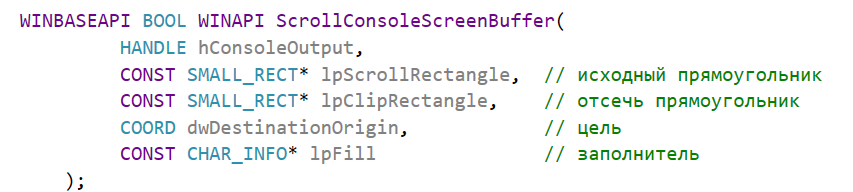 WINBASEAPI BOOL WINAPI ScrollConsoleScreenBuffer(
HANDLE hConsoleOutput,
CONST SMALL_RECT* lpScrollRectangle, // исходный прямоугольник
CONST SMALL_RECT* lpClipRectangle, // отсечь прямоугольник
COORD dwDestinationOrigin, // цель
CONST CHAR_INFO* lpFill // заполнитель
);